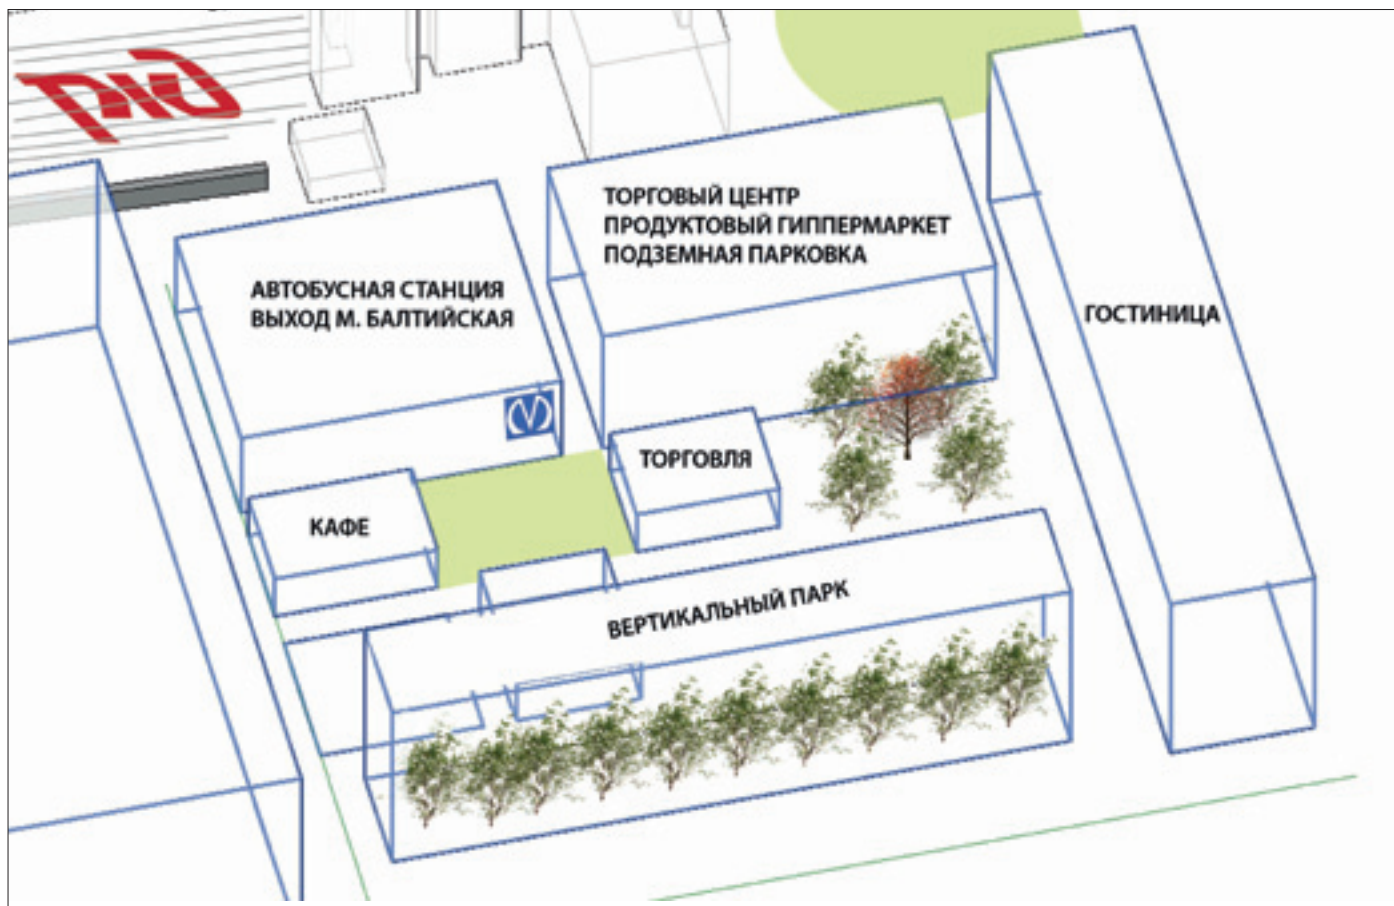 ТОРГОВЫЙ ЦЕНТР
ПРОДУКТОВЫЙ ГИППЕРМАРКЕТ
ПОДЗЕМНАЯ ПАРКОВКА
АВТОБУСНАЯ СТАНЦИЯ
ВЫХОД М. БАЛТИЙСКАЯ
ГОСТИНИЦА
ТОРГОВЛЯ
КАФЕ
ВЕРТИКАЛЬНЫЙ ПАРК